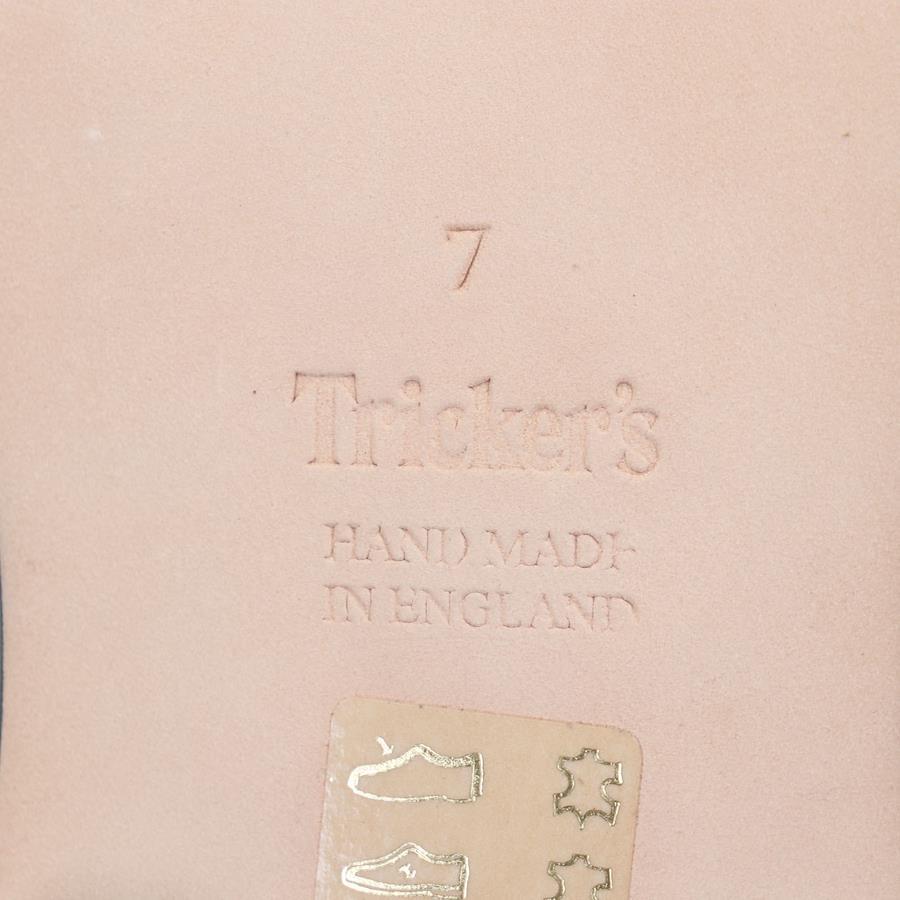 7
Tricker's
HAND MADE
IN ENGLAND